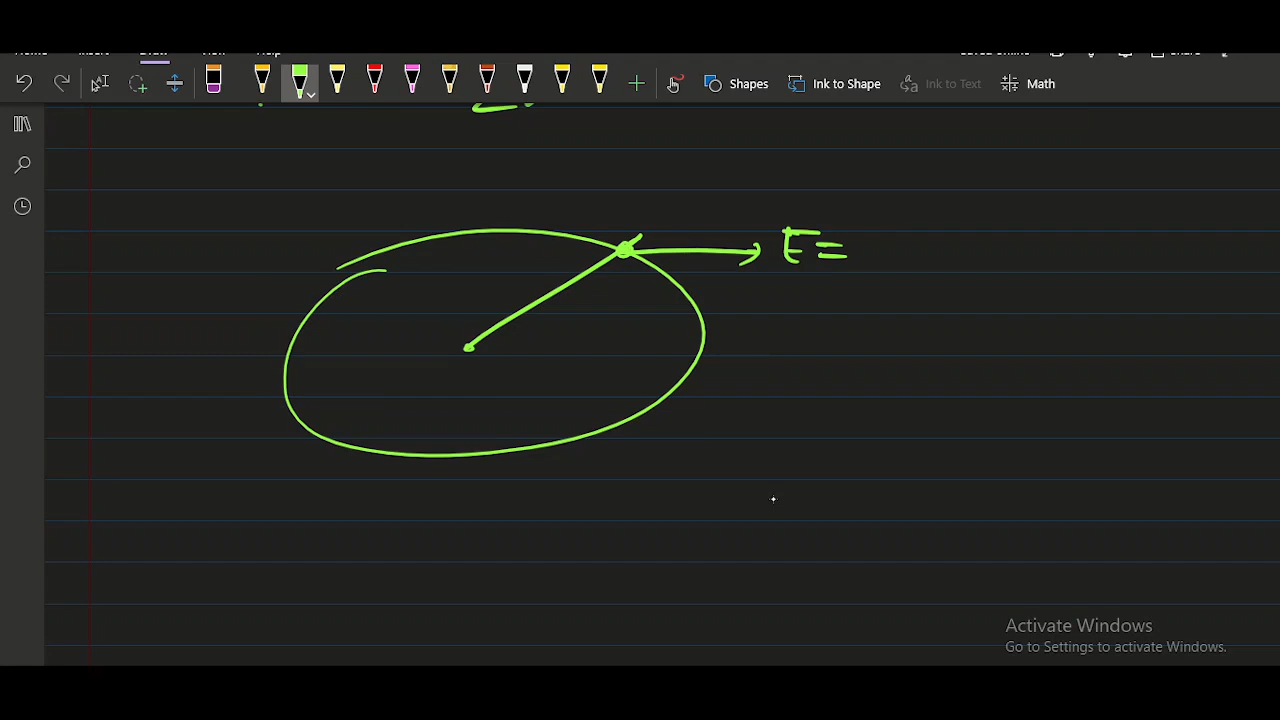 Shapes
Ink to Shape
Ink to Text
Math
E=
Activate Windows
Go to Settings to activate Windows.